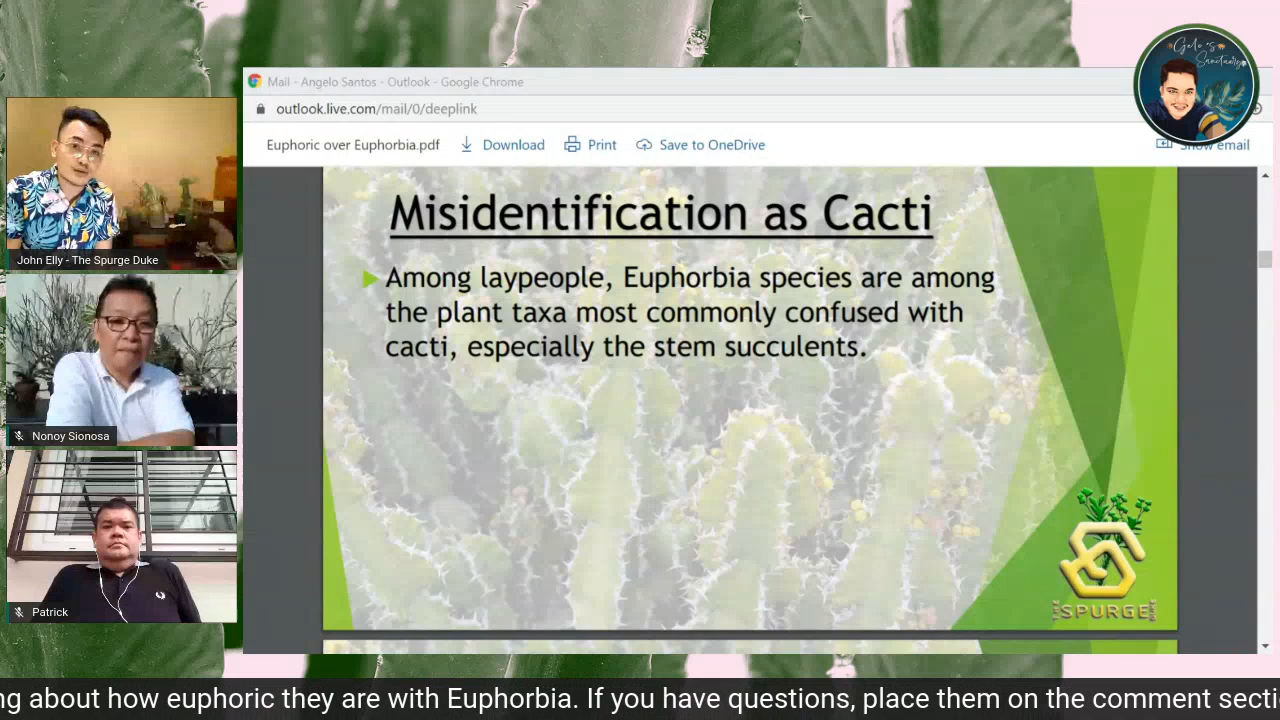 Gelo's
Sanctuary
Mail - Angelo Santos - Outlook - Google Chrome
outlook.live.com/mail/0/deeplink
Euphoric over Euphorbia.pdf Download Print Save to OneDrive Show email
Misidentification as Cacti
Among laypeople, Euphorbia species are among
the plant taxa most commonly confused with
cacti, especially the stem succulents.
SPURGE
John Elly - The Spurge Duke
Nonoy Sionosa
Patrick
ng about how euphoric they are with Euphorbia. If you have questions, place them on the comment secti